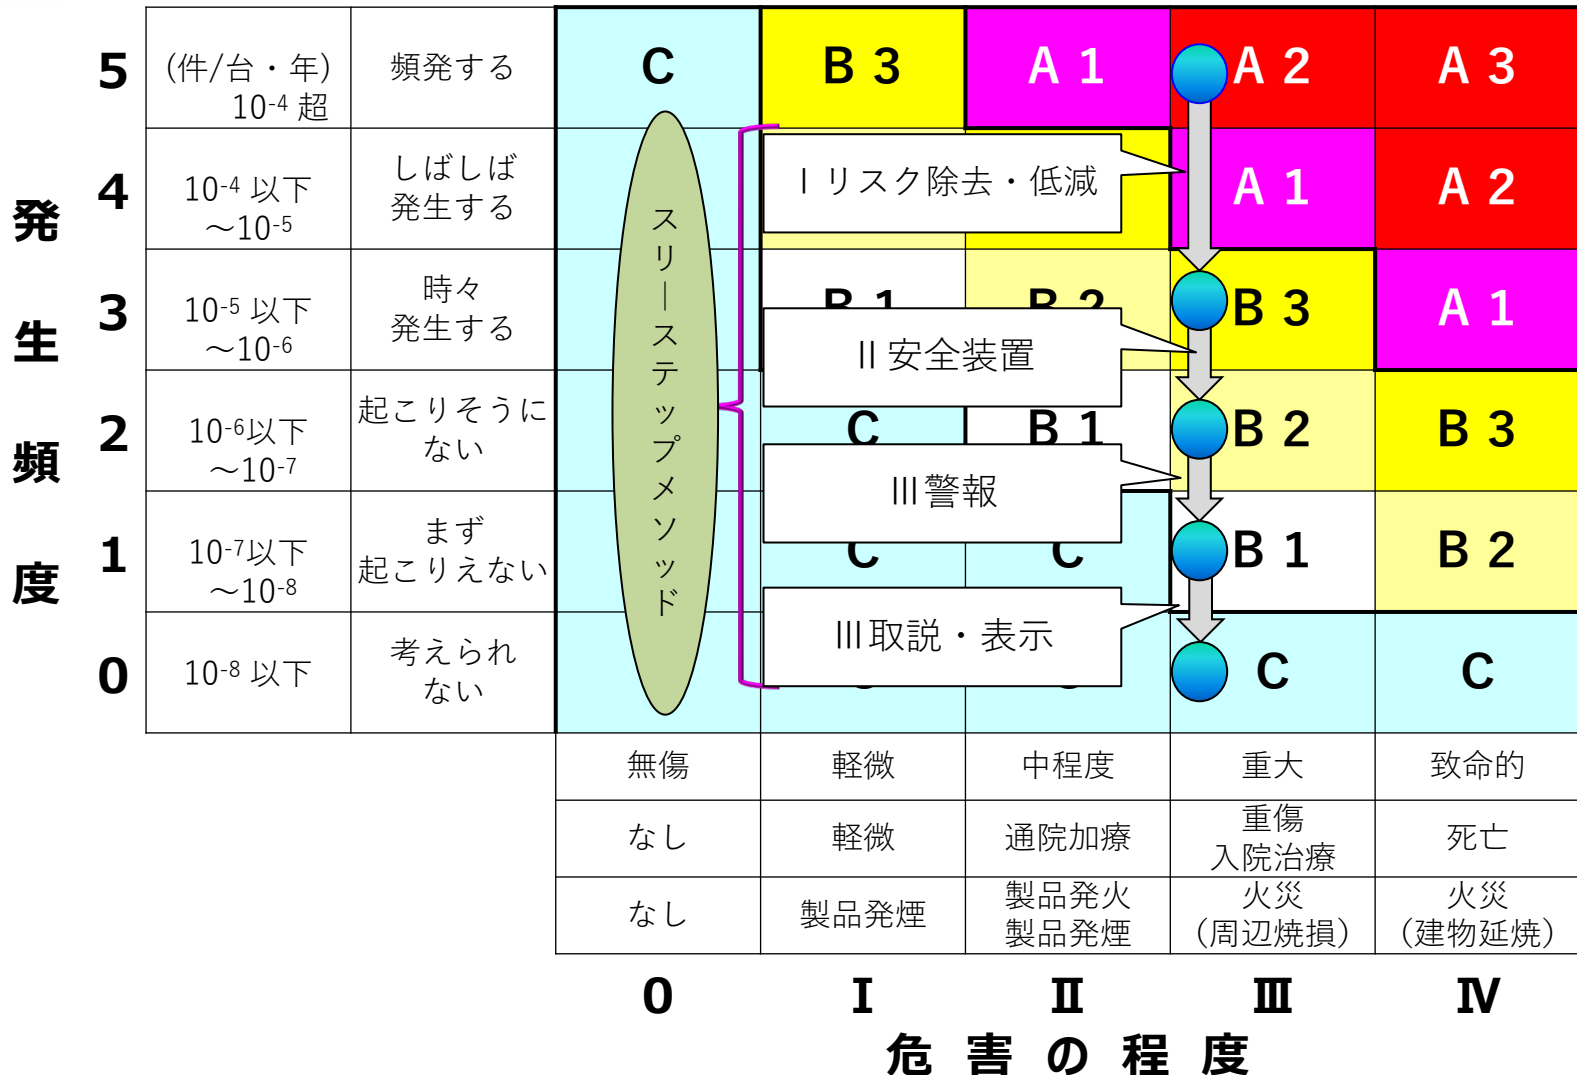 発生頻度
5
(件/台・年)
10-4 超
頻発する
C
B 3
A 1
A 2
A 3
4
10-4 以下
～10-5
しばしば
発生する
Ⅰリスク除去・低減
A 1
A 2
3
10-5 以下
～10-6
時々
発生する
B 1
B 2
B 3
A 1
Ⅱ安全装置
2
10-6以下
～10-7
起こりそうに
ない
C
B 1
B 2
B 3
Ⅲ警報
1
10-7以下
～10-8
まず
起こりえない
C
C
B 1
B 2
Ⅲ取説・表示
0
10-8 以下
考えられ
ない
C
C
スリーステップメソッド
無傷
軽微
中程度
重大
致命的
なし
軽微
通院加療
重傷
入院治療
死亡
なし
製品発煙
製品発火
製品発煙
火災
(周辺焼損)
火災
(建物延焼)
0
Ⅰ
Ⅱ
Ⅲ
Ⅳ
危害の程度